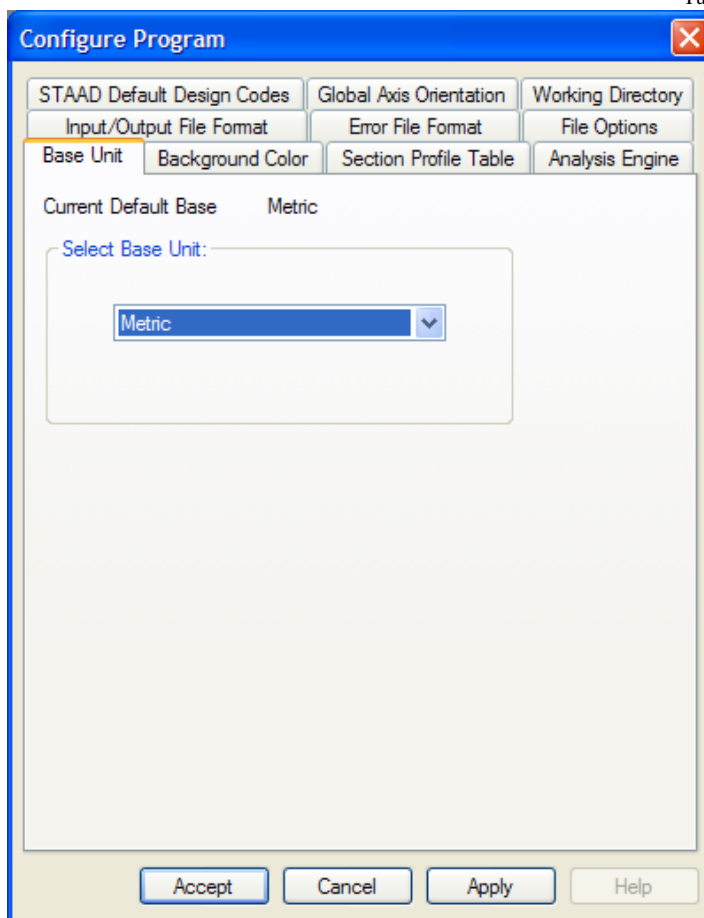 Configure Program
STAAD Default Design Codes Global Axis Orientation Working Directory
Input/Output File Format Error File Format File Options
Base Unit Background Color Section Profile Table Analysis Engine
Current Default Base Metric
Select Base Unit:
Metric
Accept Cancel Apply Help